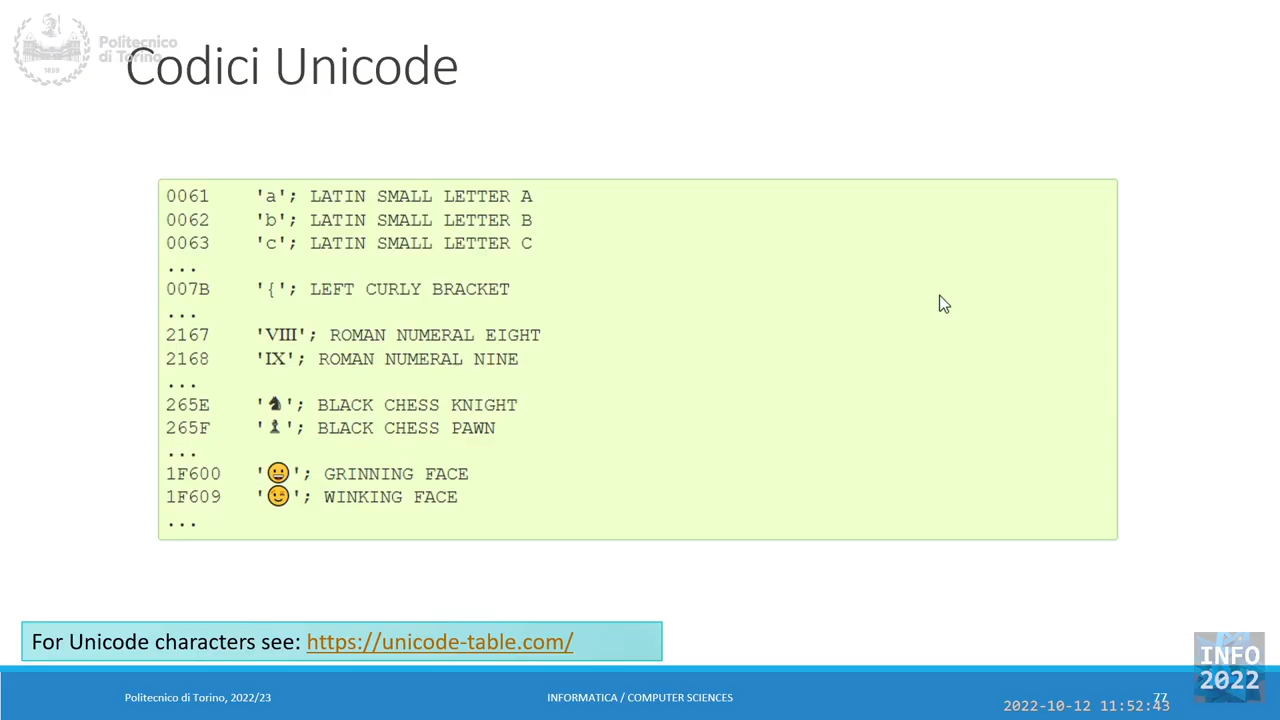 Politecnico
di Torino
1859
Codici Unicode
0061 'a'; LATIN SMALL LETTER A
0062 'b'; LATIN SMALL LETTER B
0063 'c'; LATIN SMALL LETTER C
...
007B '{'; LEFT CURLY BRACKET
...
2167 'Ⅷ'; ROMAN NUMERAL EIGHT
2168 'Ⅸ'; ROMAN NUMERAL NINE
...
265E '♞'; BLACK CHESS KNIGHT
265F '♟'; BLACK CHESS PAWN
...
1F600 '😀'; GRINNING FACE
1F609 '😉'; WINKING FACE
...
For Unicode characters see: https://unicode-table.com/
INFO
2022
Politecnico di Torino, 2022/23
INFORMATICA / COMPUTER SCIENCES
77
2022-10-12 11:52:43